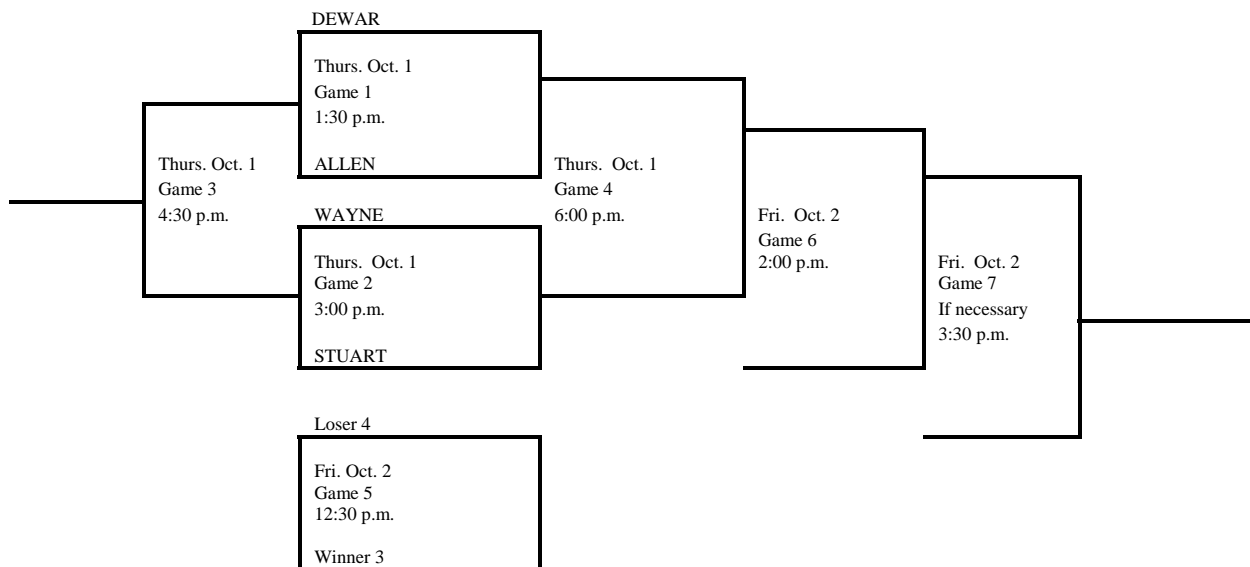 DEWAR
Thurs. Oct. 1
Game 1
1:30 p.m.
ALLEN
Thurs. Oct. 1
Game 3
4:30 p.m.
WAYNE
Thurs. Oct. 1
Game 2
3:00 p.m.
STUART
Thurs. Oct. 1
Game 4
6:00 p.m.
Fri. Oct. 2
Game 6
2:00 p.m.
Fri. Oct. 2
Game 7
If necessary
3:30 p.m.
Loser 4
Fri. Oct. 2
Game 5
12:30 p.m.
Winner 3